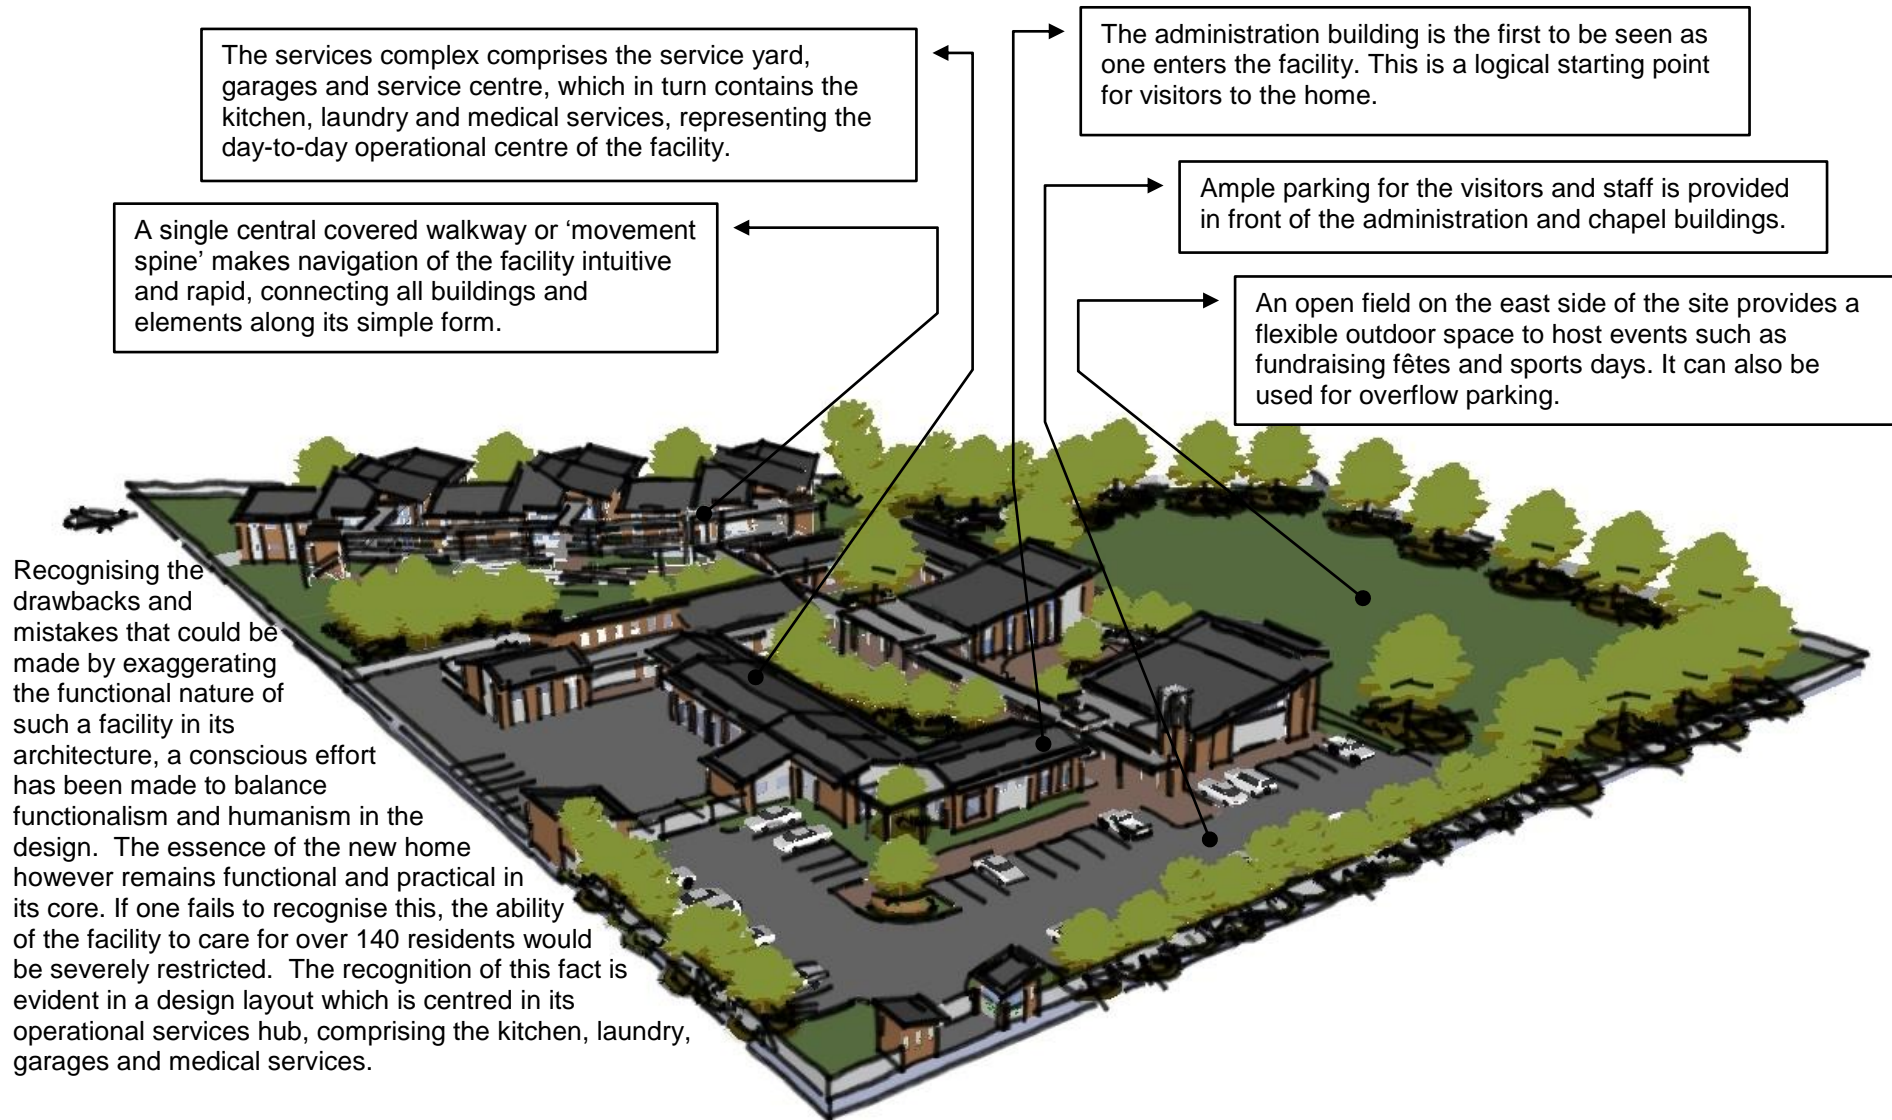 The services complex comprises the service yard,
garages and service centre, which in turn contains the
kitchen, laundry and medical services, representing the
day-to-day operational centre of the facility.
The administration building is the first to be seen as
one enters the facility. This is a logical starting point
for visitors to the home.
Ample parking for the visitors and staff is provided
in front of the administration and chapel buildings.
A single central covered walkway or ‘movement
spine’ makes navigation of the facility intuitive
and rapid, connecting all buildings and
elements along its simple form.
An open field on the east side of the site provides a
flexible outdoor space to host events such as
fundraising fêtes and sports days. It can also be
used for overflow parking.
Recognising the
drawbacks and
mistakes that could be
made by exaggerating
the functional nature of
such a facility in its
architecture, a conscious effort
has been made to balance
functionalism and humanism in the
design.  The essence of the new home
however remains functional and practical in
its core. If one fails to recognise this, the ability
of the facility to care for over 140 residents would
be severely restricted.  The recognition of this fact is
evident in a design layout which is centred in its
operational services hub, comprising the kitchen, laundry,
garages and medical services.